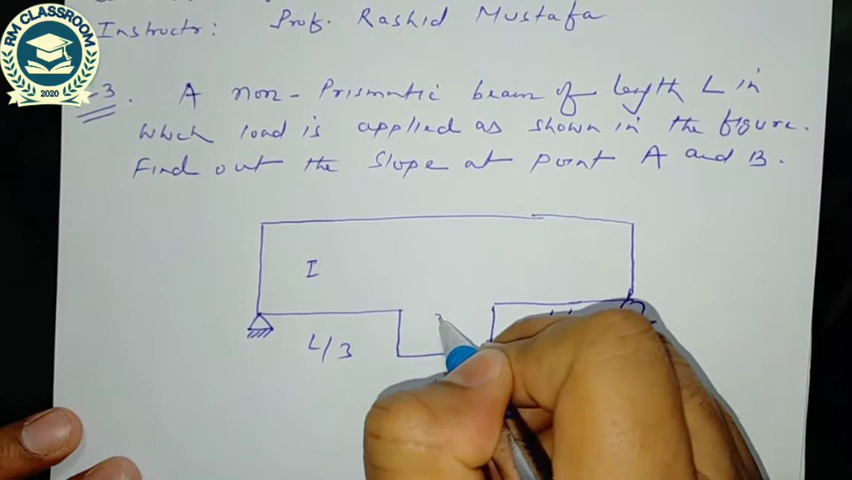 RM CLASSROOM
2020
Instructr: Prof. Rashid Mustafa
-3. A non-Prismatic beam of length L in
which load is applied as shown in the figure.
Find out the Slope at point A and B.
I
L/3